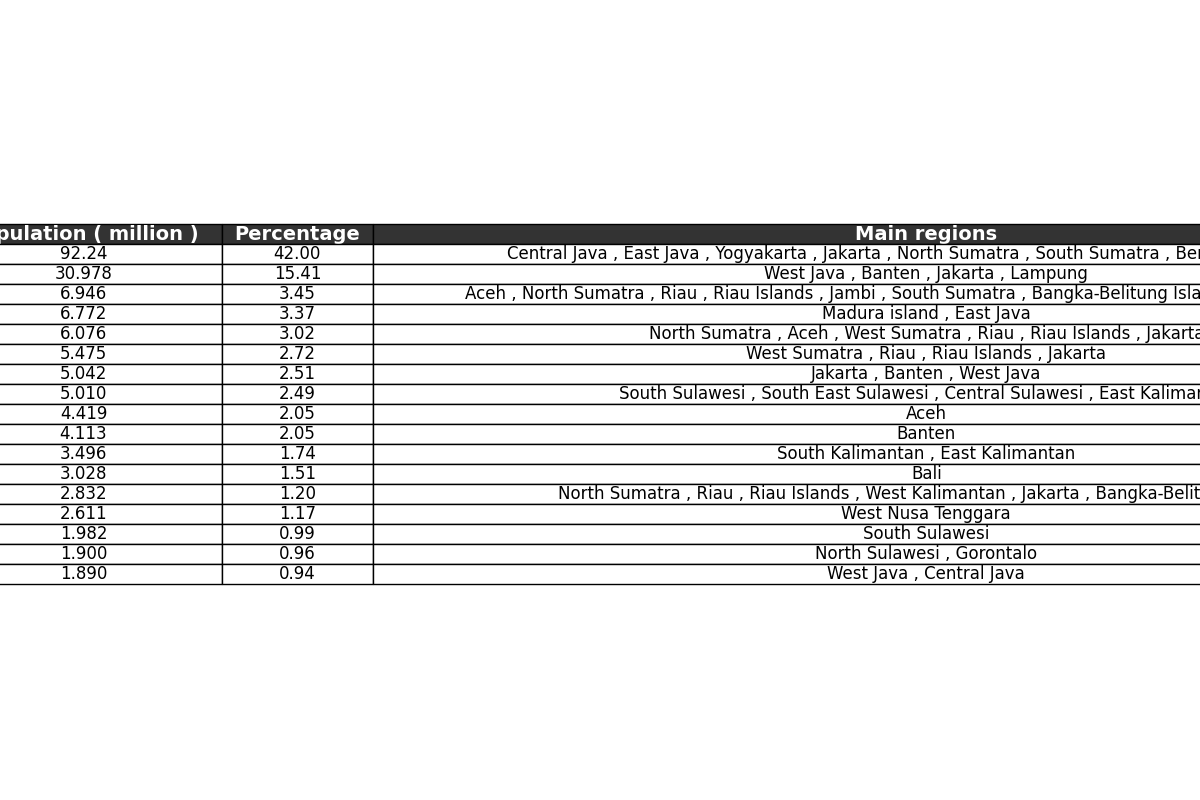 ( million ) Percentage Main regions
92.24 42.00 Central Java , East Java , Yogyakarta , Jakarta , North Sumatra , South Sumatra ,
30.978 15.41 West Java , Banten , Jakarta , Lampung
6.946 3.45 Aceh , North Sumatra , Riau , Riau Islands , Jambi , South Sumatra , Bangka-Belitung
6.772 3.37 Madura island , East Java
6.076 3.02 North Sumatra , Aceh , West Sumatra , Riau , Riau Islands , Jakarta
5.475 2.72 West Sumatra , Riau , Riau Islands , Jakarta
5.042 2.51 Jakarta , Banten , West Java
5.010 2.49 South Sulawesi , South East Sulawesi , Central Sulawesi , East
4.419 2.05 Aceh
4.113 2.05 Banten
3.496 1.74 South Kalimantan , East Kalimantan
3.028 1.51 Bali
2.832 1.20 North Sumatra , Riau , Riau Islands , West Kalimantan , Jakarta ,
2.611 1.17 West Nusa Tenggara
1.982 0.99 South Sulawesi
1.900 0.96 North Sulawesi , Gorontalo
1.890 0.94 West Java , Central Java